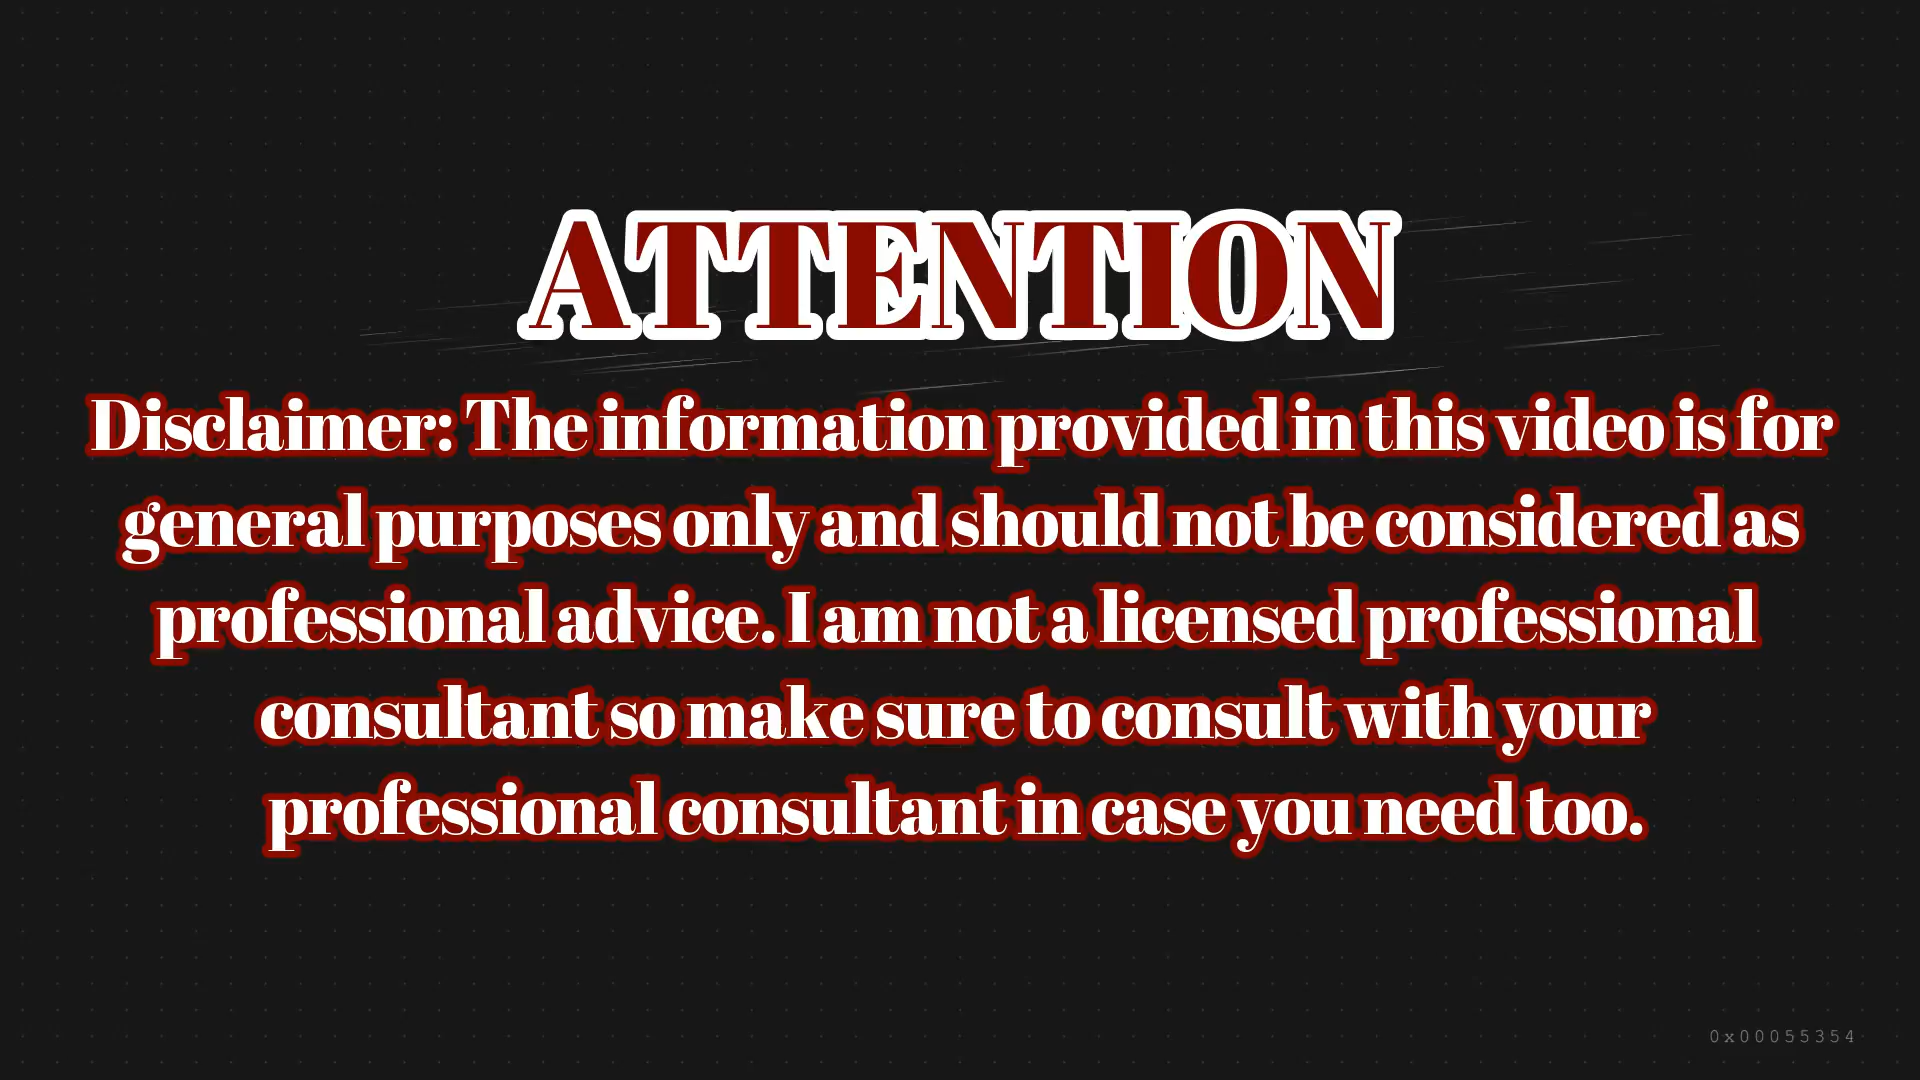 ATTENTION
Disclaimer: The information provided in this video is for
general purposes only and should not be considered as
professional advice. I am not a licensed professional
consultant so make sure to consult with your
professional consultant in case you need too.
0x00055354